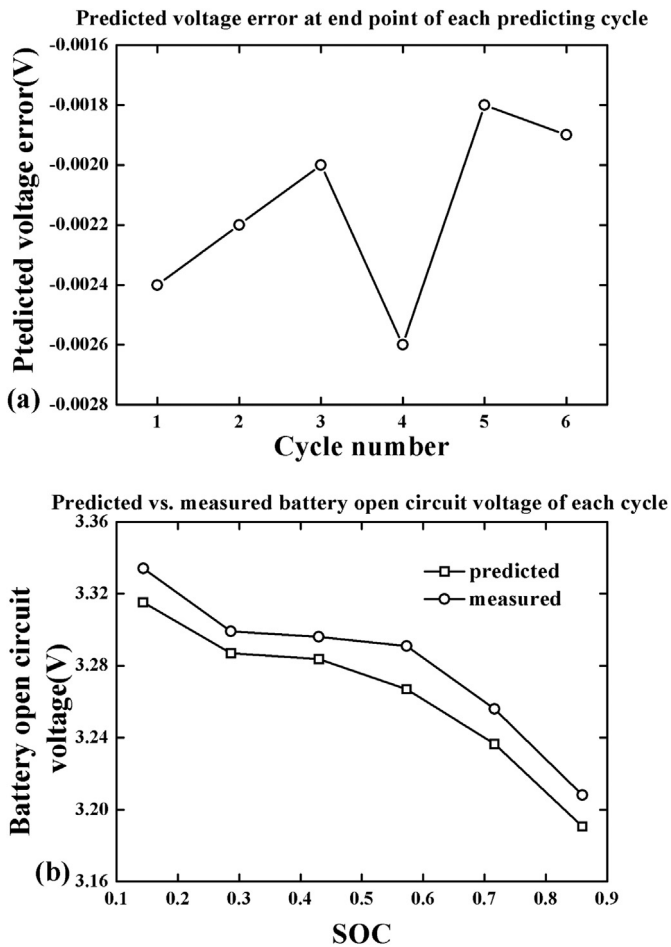 Predicted voltage error at end point of each predicting cycle
-0.0016
-0.0018
-0.0020
-0.0022
-0.0024
-0.0026
-0.0028
Ptedicted voltage error(V)
(a)
1 2 3 4 5 6
Cycle number
Predicted vs. measured battery open circuit voltage of each cycle
3.36
3.32
3.28
3.24
3.20
3.16
Battery open circuit
voltage(V)
predicted
measured
(b)
0.1 0.2 0.3 0.4 0.5 0.6 0.7 0.8 0.9
SOC